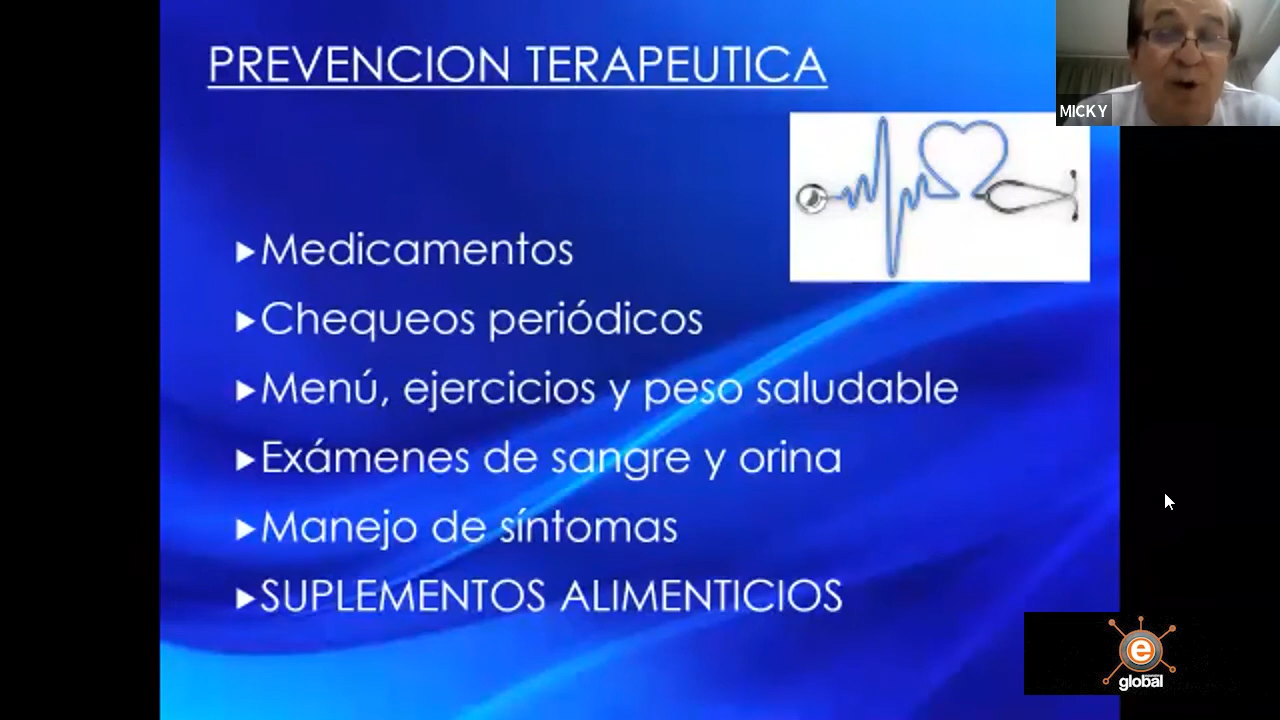 PREVENCION TERAPEUTICA
MICKY
Medicamentos
Chequeos periódicos
Menú, ejercicios y peso saludable
Exámenes de sangre y orina
Manejo de síntomas
SUPLEMENTOS ALIMENTICIOS
e
global